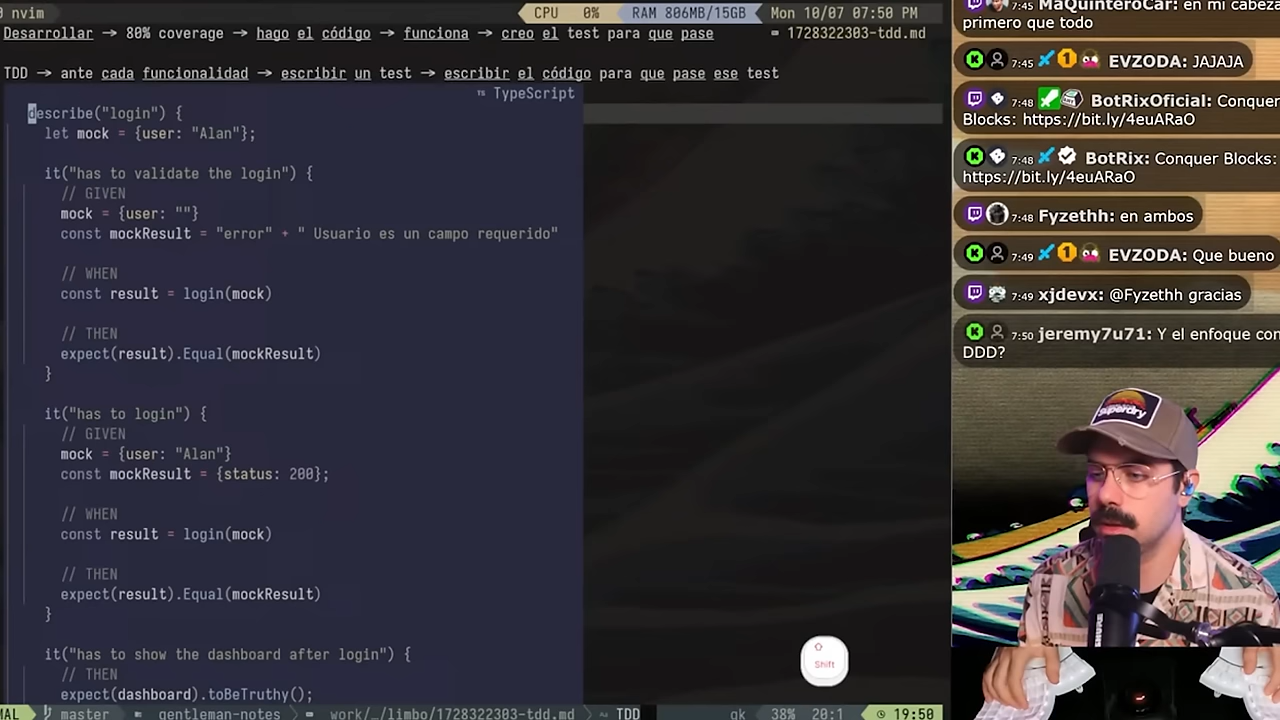 nvim
CPU 0% RAM 806MB/15GB Mon 10/07 07:50 PM
Desarrollar → 80% coverage → hago el código → funciona → creo el test para que pase
1728322303-tdd.md
TDD → ante cada funcionalidad → escribir un test → escribir el código para que pase ese test
TypeScript
describe("login") {
let mock = {user: "Alan"};
it("has to validate the login") {
// GIVEN
mock = {user: ""}
const mockResult = "error" + " Usuario es un campo requerido"
// WHEN
const result = login(mock)
// THEN
expect(result).Equal(mockResult)
}
it("has to login") {
// GIVEN
mock = {user: "Alan"}
const mockResult = {status: 200};
// WHEN
const result = login(mock)
// THEN
expect(result).Equal(mockResult)
}
it("has to show the dashboard after login") {
// THEN
expect(dashboard).toBeTruthy();
MAL master gentleman-notes work/…/limbo/1728322303-tdd.md ~ TDD gk 38% 20:1 19:50
Shift
7:45 MaQuinteroCar: en mi cabeza
primero que todo
7:45 EVZODA: JAJAJA
7:48 BotRixOficial: Conquer
Blocks: https://bit.ly/4euARaO
7:48 BotRix: Conquer Blocks:
https://bit.ly/4euARaO
7:48 Fyzethh: en ambos
7:49 EVZODA: Que bueno
7:49 xjdevx: @Fyzethh gracias
7:50 jeremy7u71: Y el enfoque con
DDD?
Superdry
SHURE